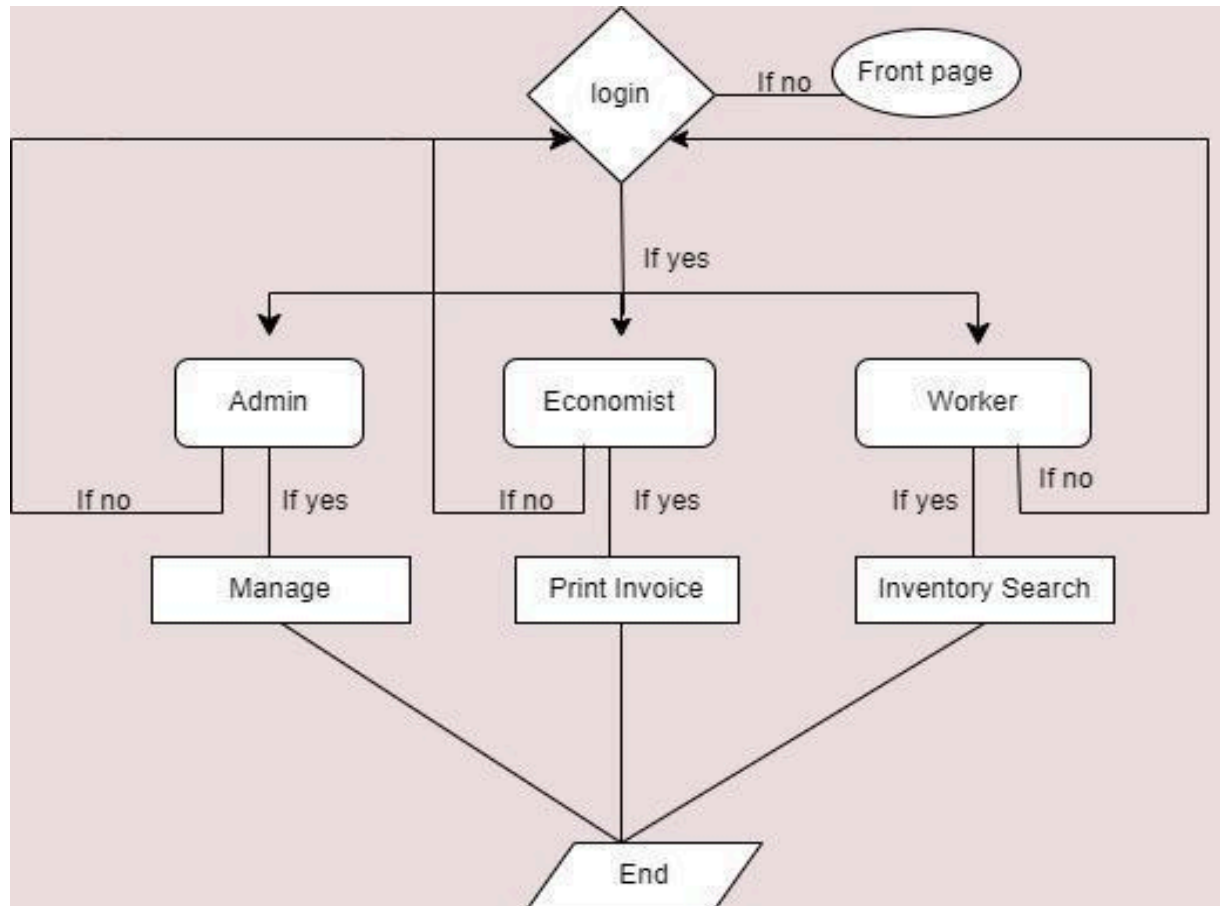 login
If no
Front page
If yes
Admin
Economist
Worker
If no
If yes
If no
If yes
If yes
If no
Manage
Print Invoice
Inventory Search
End